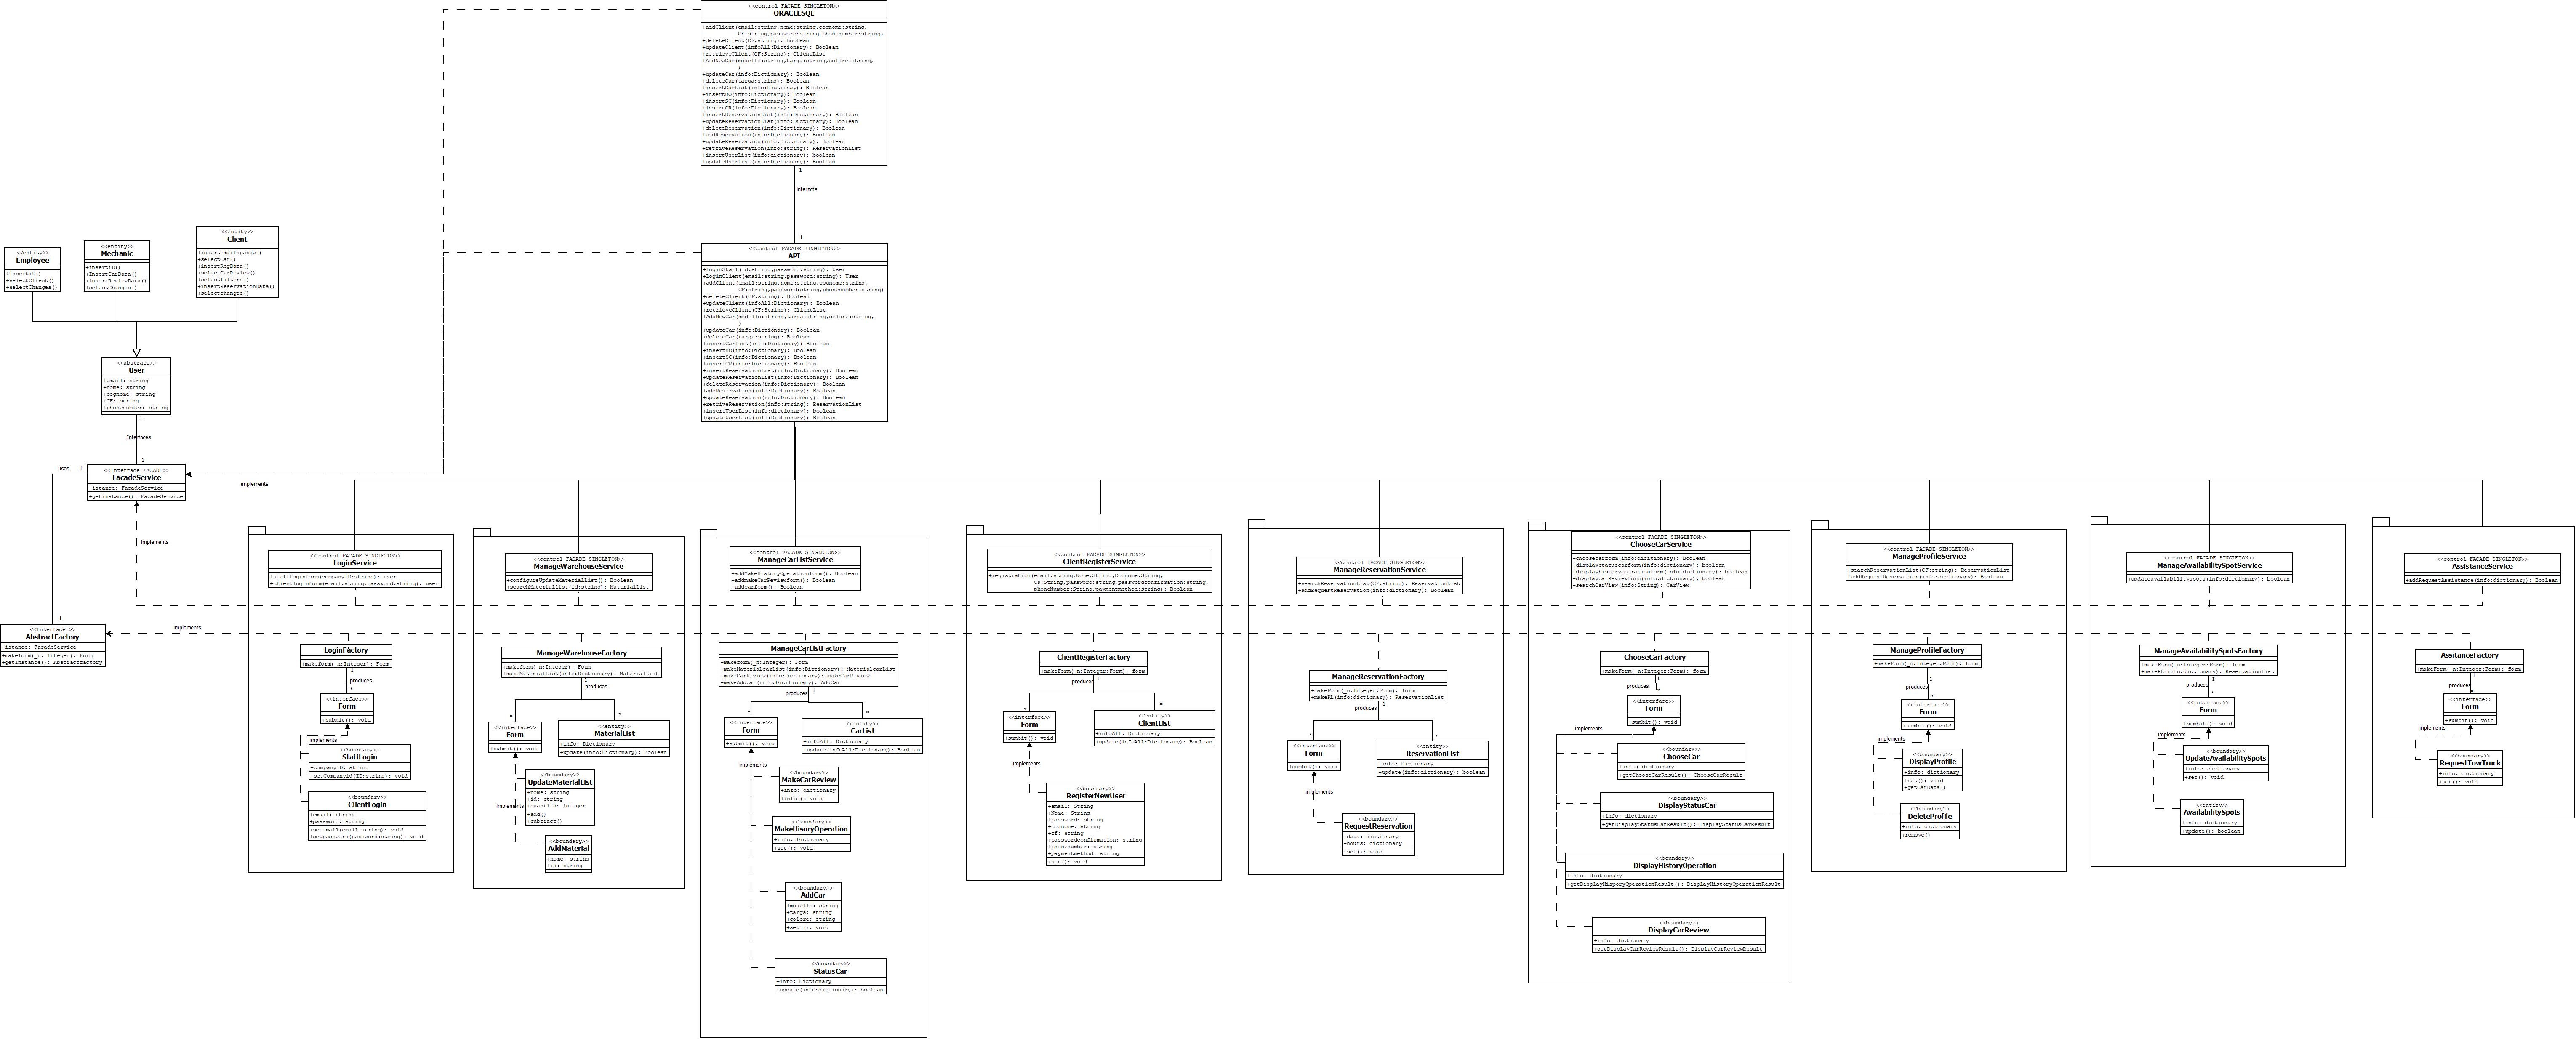 <<control FACADE SINGLETON>>
ORACLESQL
+addClient(email:string,nome:string,cognome:string,
CF:string,password:string,phonenumber:string)
+deleteClient(CF:string): Boolean
+updateClient(infoAll:Dictionary): Boolean
+retrieveClient(CF:String): ClientList
+AddNewCar(modello:string,targa:string,colore:string,
)
+updateCar(info:Dictionary): Boolean
+deleteCar(targa:string): Boolean
+insertCarList(info:Dictionay): Boolean
+insertHO(info:Dictionary): Boolean
+insertSC(info:Dictionary): Boolean
+insertCR(info:Dictionary): Boolean
+insertReservationList(info:Dictionary): Boolean
+updateReservationList(info:Dictionary): Boolean
+deleteReservation(info:Dictionary): Boolean
+addReservation(info:Dictionary): Boolean
+updateReservation(info:Dictionary): Boolean
+retriveReservation(info:string): ReservationList
+insertUserList(info:dictionary): boolean
+updateUserList(info:Dictionary): Boolean
1
interacts
1
<<control FACADE SINGLETON>>
API
+LoginStaff(id:string,password:string): User
+LoginClient(email:string,password:string): User
+addClient(email:string,nome:string,cognome:string,
CF:string,password:string,phonenumber:string)
+deleteClient(CF:string): Boolean
+updateClient(infoAll:Dictionary): Boolean
+retrieveClient(CF:String): ClientList
+AddNewCar(modello:string,targa:string,colore:string,
)
+updateCar(info:Dictionary): Boolean
+deleteCar(targa:string): Boolean
+insertCarList(info:Dictionay): Boolean
+insertHO(info:Dictionary): Boolean
+insertSC(info:Dictionary): Boolean
+insertCR(info:Dictionary): Boolean
+insertReservationList(info:Dictionary): Boolean
+updateReservationList(info:Dictionary): Boolean
+deleteReservation(info:Dictionary): Boolean
+addReservation(info:Dictionary): Boolean
+updateReservation(info:Dictionary): Boolean
+retriveReservation(info:string): ReservationList
+insertUserList(info:dictionary): boolean
+updateUserList(info:Dictionary): Boolean
<<entity>>
Employee
+insertiD()
+selectClient()
+selectChanges()
<<entity>>
Mechanic
+insertiD()
+InsertCarData()
+insertReviewData()
+selectChanges()
<<entity>>
Client
+insertemailepassw()
+selectCar()
+insertRegData()
+selectCarReview()
+selectfilters()
+insertReservationData()
+selectchanges()
<<abstract>>
User
+email: string
+nome: string
+cognome: string
+CF: string
+phonenumber: string
1
Interfaces
1
uses
1
<<Interface FACADE>>
FacadeService
-istance: FacadeService
+getinstance(): FacadeService
implements
implements
1
<<Interface >>
AbstractFactory
-istance: FacadeService
+makeform(_n: Integer): Form
+getInstance(): Abstractfactory
implements
<<control FACADE SINGLETON>>
LoginService
+staffloginform(companyiD:string): user
+clientloginform(email:string,password:string): user
LoginFactory
+makeform(_n:Integer): Form
1
produces
*
<<interface>>
Form
+submit(): void
implements
<<boundary>>
StaffLogin
+companyiD: string
+setCompanyid(ID:string): void
<<boundary>>
ClientLogin
+email: string
+password: string
+setemail(email:string): void
+setpassword(password:string): void
<<control FACADE SINGLETON>>
ManageWarehouseService
+configureUpdateMaterialList(): Boolean
+searchMateriallist(id:string): MaterialList
ManageWarehouseFactory
+makeform(_n:Integer): Form
+makeMaterialList(info:Dictionary): MaterialList
1
produces
*
*
<<interface>>
Form
+submit(): void
<<entity>>
MaterialList
+info: Dictionary
+update(info:Dictionary): Boolean
implements
<<boundary>>
UpdateMaterialList
+nome: string
+id: string
+quantità: integer
+add()
+subtract()
<<boundary>>
AddMaterial
+nome: string
+id: string
<<control FACADE SINGLETON>>
ManageCarListService
+addMakeHistoryOperationform(): Boolean
+addmakeCarReviewform(): Boolean
+addcarform(): Boolean
ManageCarListFactory
+makeform(_n:Integer): Form
+makeMaterialcarList(info:Dictionary): MaterialcarList
+makeCarReview(info:Dictionary): makeCarReview
+makeAddcar(info:Dicitionary): AddCar
produces
1
*
*
<<interface>>
Form
+submit(): void
<<entity>>
CarList
+infoAll: Dictionary
+update(infoAll:Dictionary): Boolean
implements
<<boundary>>
MakeCarReview
+info: dictionary
+info(): void
<<boundary>>
MakeHisoryOperation
+info: Dictionary
+set(): void
<<boundary>>
AddCar
+modello: string
+targa: string
+colore: string
+set (): void
<<boundary>>
StatusCar
+info: Dictionary
+update(info:dictionary): boolean
<<control FACADE SINGLETON>>
ClientRegisterService
+registration(email:string,Nome:String,Cognome:String,
CF:String,password:string,passwordconfirmation:string,
phoneNumber:String,paymentmethod:string): Boolean
ClientRegisterFactory
+makeForm(_n:Integer:Form): form
produces
1
*
*
<<interface>>
Form
+sumbit(): void
<<entity>>
ClientList
+infoAll: Dictionary
+update(infoAll:Dictionary): Boolean
implements
<<boundary>>
RegisterNewUser
+email: String
+Nome: String
+password: string
+cognome: string
+cf: string
+passwordconfirmation: string
+phonenumber: string
+paymentmethod: string
+set(): void
<<control FACADE SINGLETON>>
ManageReservationService
+searchReservationList(CF:string): ReservationList
+addRequestReservation(info:dictionary): Boolean
ManageReservationFactory
+makeForm(_n:Integer:Form): form
+makeRL(info:dictionary): ReservationList
produces
1
*
*
<<interface>>
Form
+sumbit(): void
<<entity>>
ReservationList
+info: Dictionary
+update(info:dictionary): boolean
implements
<<boundary>>
RequestReservation
+data: dictionary
+hours: dictionary
+set(): void
<<control FACADE SINGLETON>>
ChooseCarService
+choosecarform(info:dicitionary): Boolean
+displaystatuscarform(info:dictionary): boolean
+displayhistoryoperationform(info:dictionary): boolean
+displaycarReviewform(info:dictionary): boolean
+searchCarView(info:String): CarView
ChooseCarFactory
+makeForm(_n:Integer:Form): form
1
produces
*
<<interface>>
Form
+sumbit(): void
implements
<<boundary>>
ChooseCar
+info: dictionary
+getChooseCarResult(): ChooseCarResult
<<boundary>>
DisplayStatusCar
+info: dictionary
+getDisplayStatusCarResult(): DisplayStatusCarResult
<<boundary>>
DisplayHistoryOperation
+info: dictionary
+getDisplayHisporyOperationResult(): DisplayHistoryOperationResult
<<boundary>>
DisplayCarReview
+info: dictionary
+getDisplayCarReviewResult(): DisplayCarReviewResult
<<control FACADE SINGLETON>>
ManageProfileService
+searchReservationList(CF:string): ReservationList
+addRequestReservation(info:dictionary): Boolean
ManageProfileFactory
+makeForm(_n:Integer:Form): form
1
produces
*
<<interface>>
Form
+sumbit(): void
implements
<<boundary>>
DisplayProfile
+info: dictionary
+set(): void
+getCarData()
<<boundary>>
DeleteProfile
+info: dictionary
+remove()
<<control FACADE SINGLETON>>
ManageAvailabilitySpotService
+updateavailabilityspots(info:dictionary): boolean
ManageAvailabilitySpotsFactory
+makeForm(_n:Integer:Form): form
+makeRL(info:dictionary): ReservationList
1
produces
*
<<interface>>
Form
+sumbit(): void
implements
<<boundary>>
UpdateAvailabilitySpots
+info: dictionary
+set(): void
<<entity>>
AvailabilitySpots
+info: dictionary
+update(): boolean
<<control FACADE SINGLETON>>
AssistanceService
+addRequestAssistance(info:dictionary): Boolean
AssitanceFactory
+makeForm(_n:Integer:Form): form
1
produces
*
<<interface>>
Form
+sumbit(): void
implements
<<boundary>>
RequestTowTruck
+info: dictionary
+set(): void